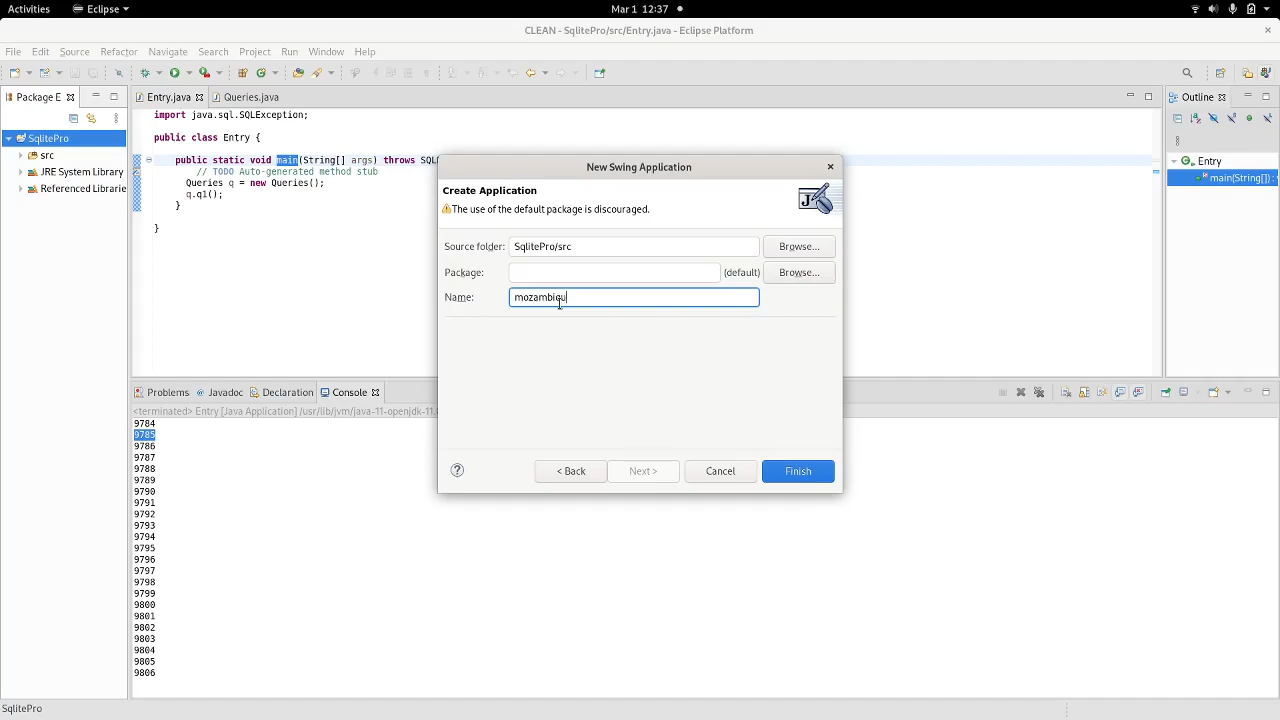 Activities
Eclipse
Mar 1 12:37
CLEAN - SqlitePro/src/Entry.java - Eclipse Platform
File Edit Source Refactor Navigate Search Project Run Window Help
Package E
Entry.java
Queries.java
Outline
SqlitePro
src
JRE System Library
Referenced Librarie
import java.sql.SQLException;
public class Entry {
public static void main(String[] args) throws SQL
// TODO Auto-generated method stub
Queries q = new Queries();
q.q1();
}
}
Entry
main(String[]) :
New Swing Application
Create Application
The use of the default package is discouraged.
Source folder: SqlitePro/src Browse...
Package: (default) Browse...
Name: mozambiqu
< Back Next > Cancel Finish
Problems Javadoc Declaration Console
<terminated> Entry [Java Application] /usr/lib/jvm/java-11-openjdk-11.
9784
9785
9786
9787
9788
9789
9790
9791
9792
9793
9794
9795
9796
9797
9798
9799
9800
9801
9802
9803
9804
9805
9806
SqlitePro